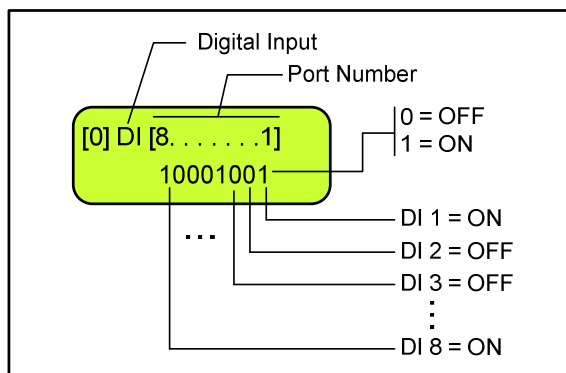 Digital Input
Port Number
[0] DI [8. . . . . . .1]
10001001
0 = OFF
1 = ON
DI 1 = ON
...
DI 2 = OFF
DI 3 = OFF
⋮
DI 8 = ON